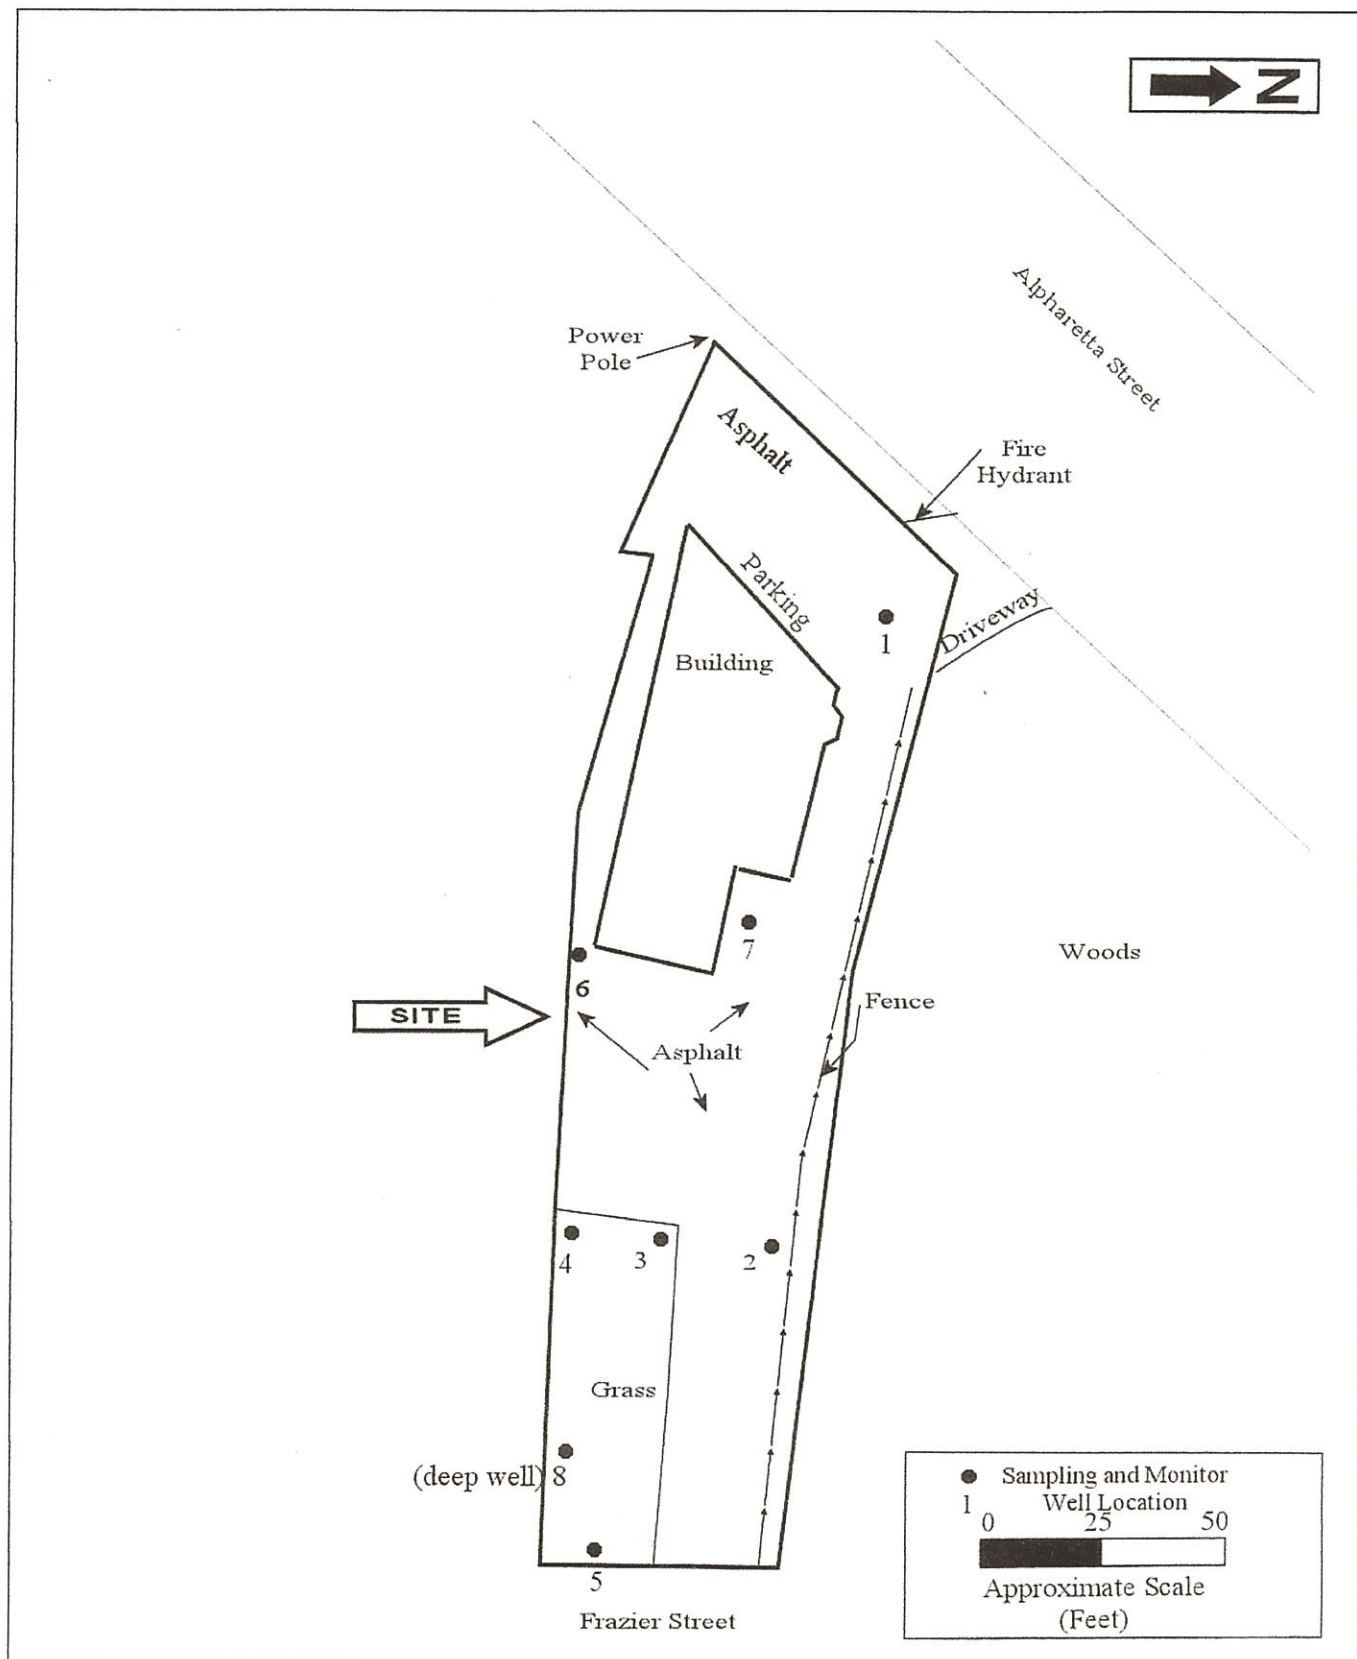 N
Alpharetta Street
Power
Pole
Asphalt
Fire
Hydrant
Parking
Driveway
1
Building
7
Woods
6
SITE
Fence
Asphalt
4
3
2
Grass
(deep well) 8
5
Frazier Street
Sampling and Monitor
1 Well Location
0 25 50
Approximate Scale
(Feet)